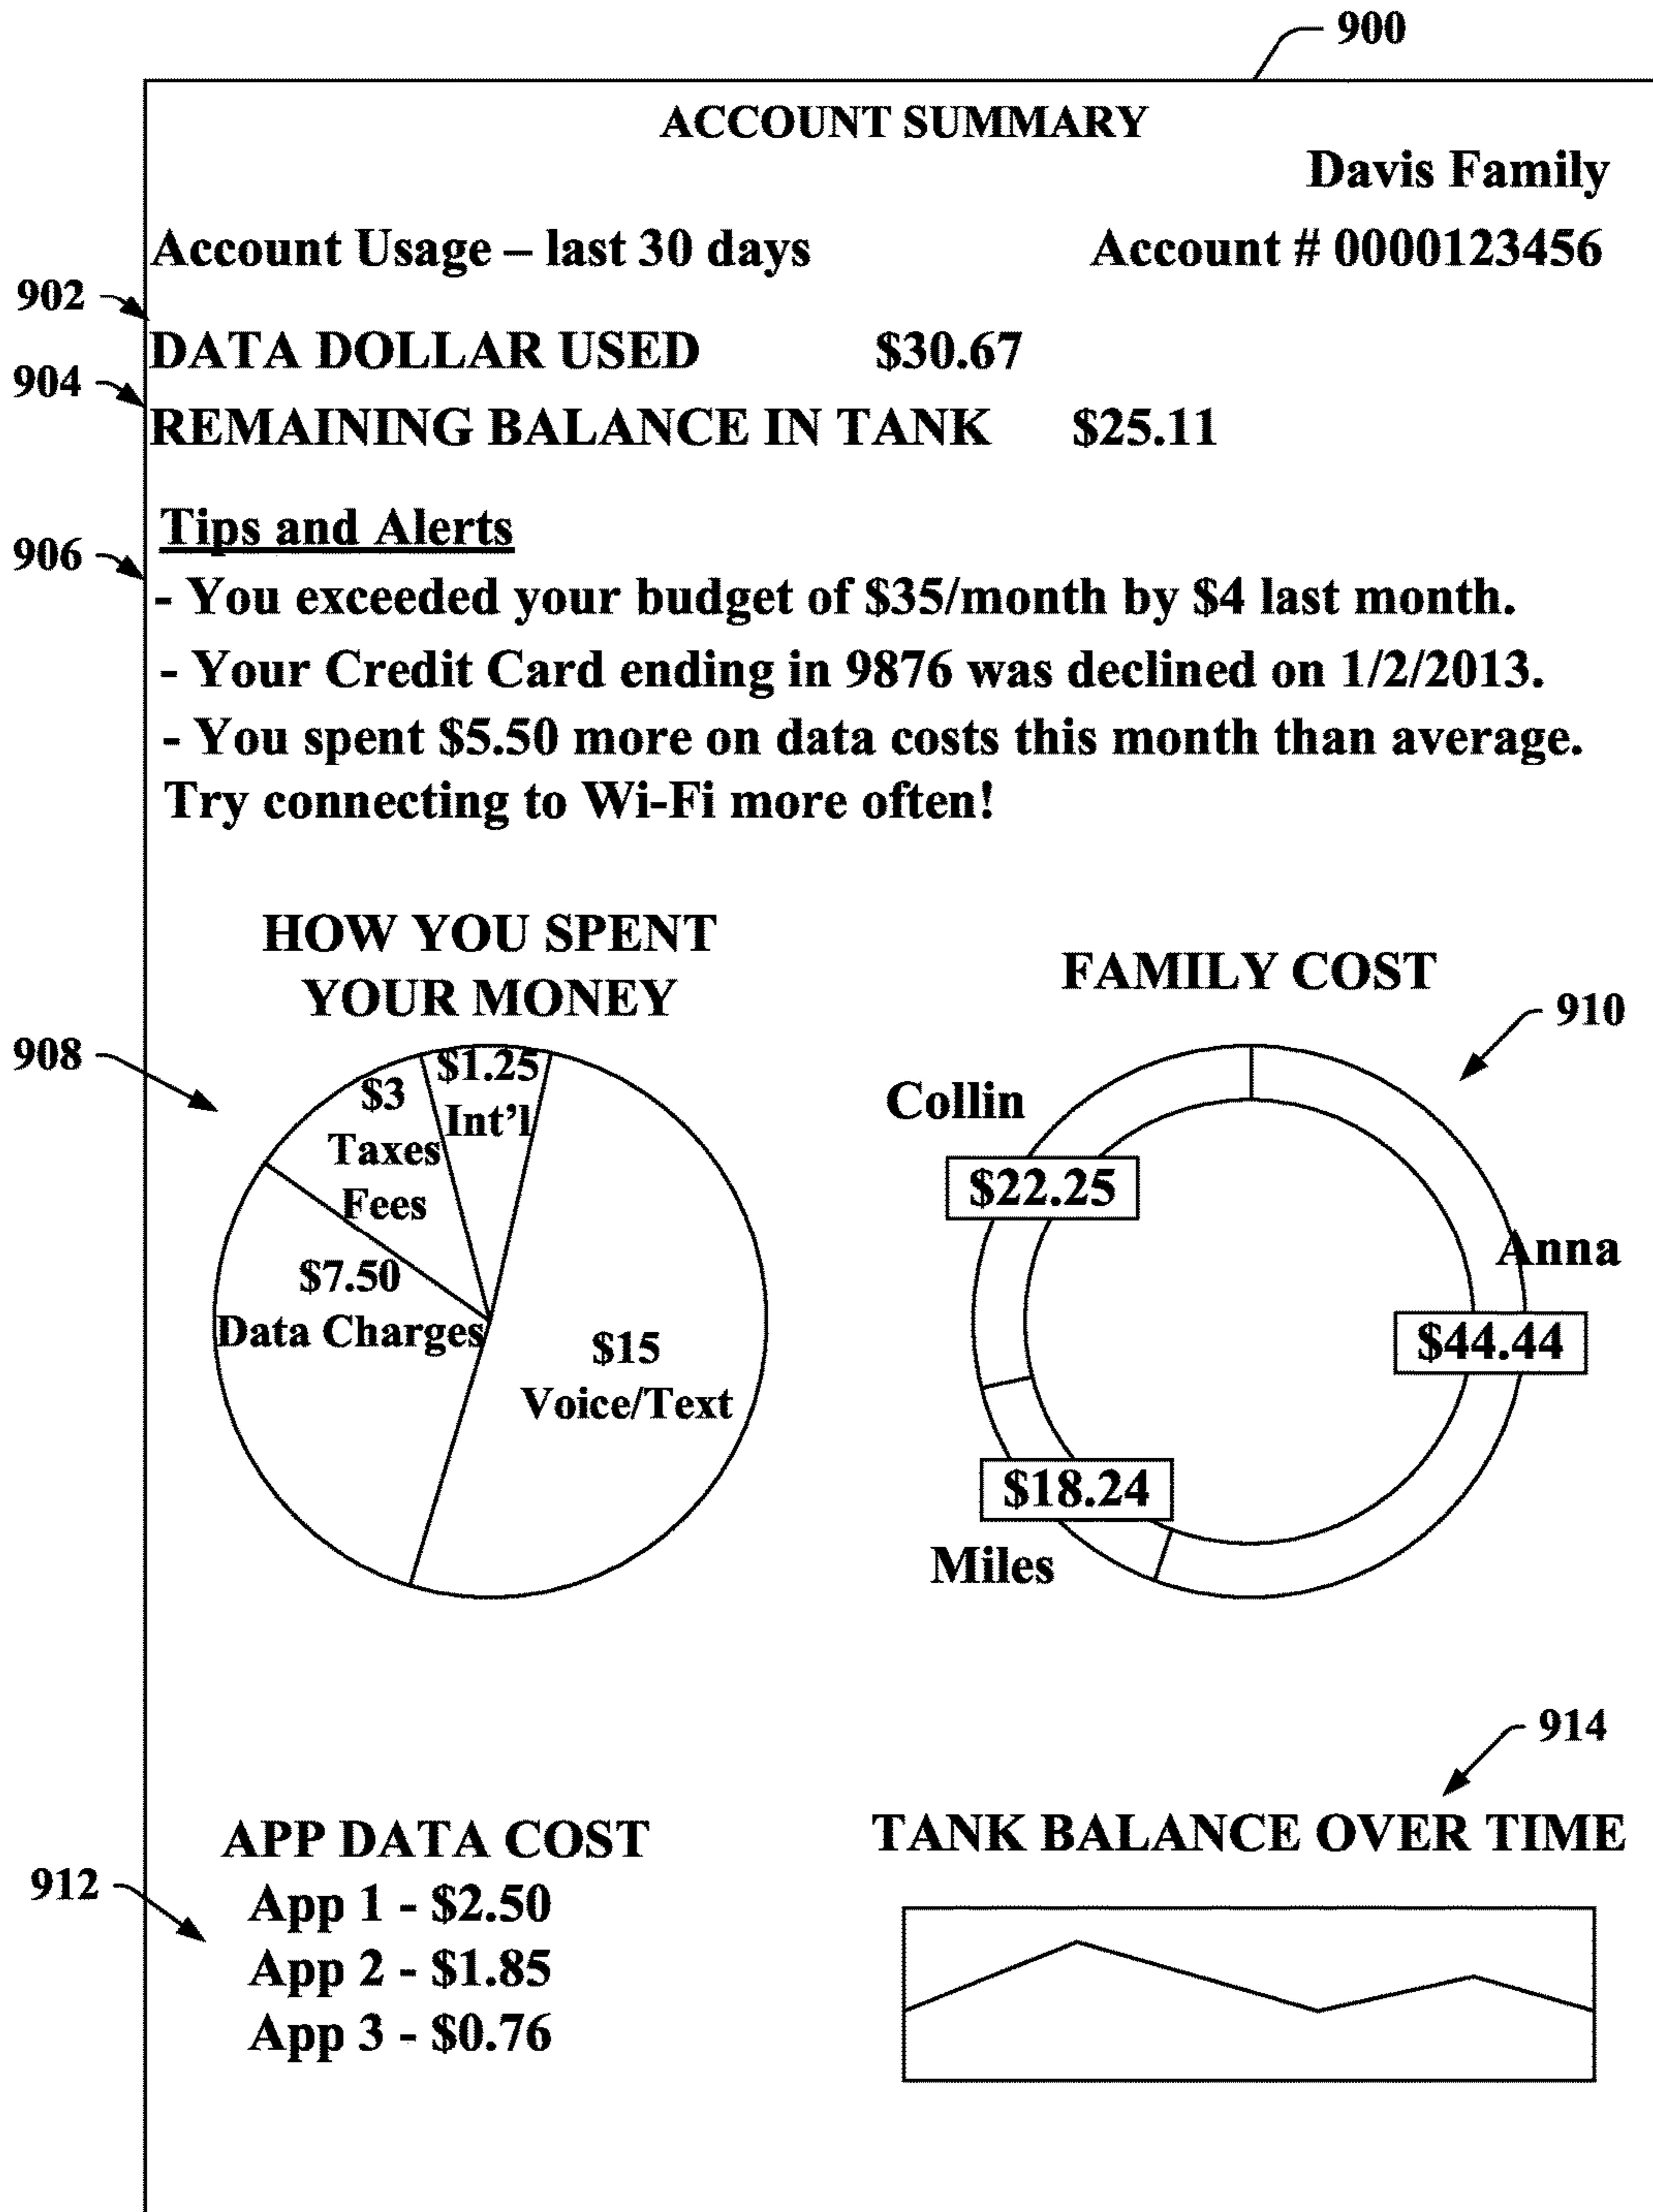 900
ACCOUNT SUMMARY
Davis Family
Account Usage – last 30 days
Account # 0000123456
902
DATA DOLLAR USED $30.67
904
REMAINING BALANCE IN TANK $25.11
Tips and Alerts
906
- You exceeded your budget of $35/month by $4 last month.
- Your Credit Card ending in 9876 was declined on 1/2/2013.
- You spent $5.50 more on data costs this month than average.
Try connecting to Wi-Fi more often!
HOW YOU SPENT
YOUR MONEY
908
$1.25
Int'l
$3
Taxes
Fees
$7.50
Data Charges
$15
Voice/Text
FAMILY COST
910
Collin
$22.25
Anna
$44.44
$18.24
Miles
912
APP DATA COST
App 1 - $2.50
App 2 - $1.85
App 3 - $0.76
914
TANK BALANCE OVER TIME